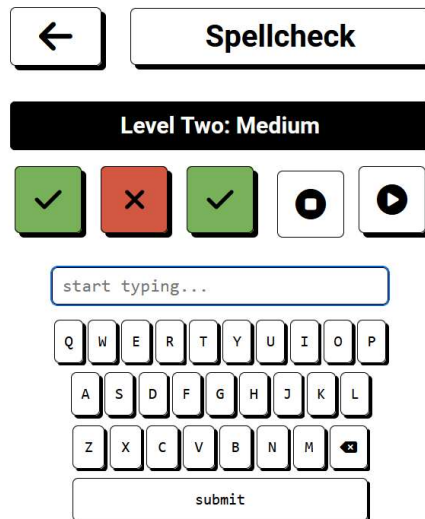 Spellcheck
Level Two: Medium
start typing...
Q W E R T Y U I O P
A S D F G H J K L
Z X C V B N M
submit